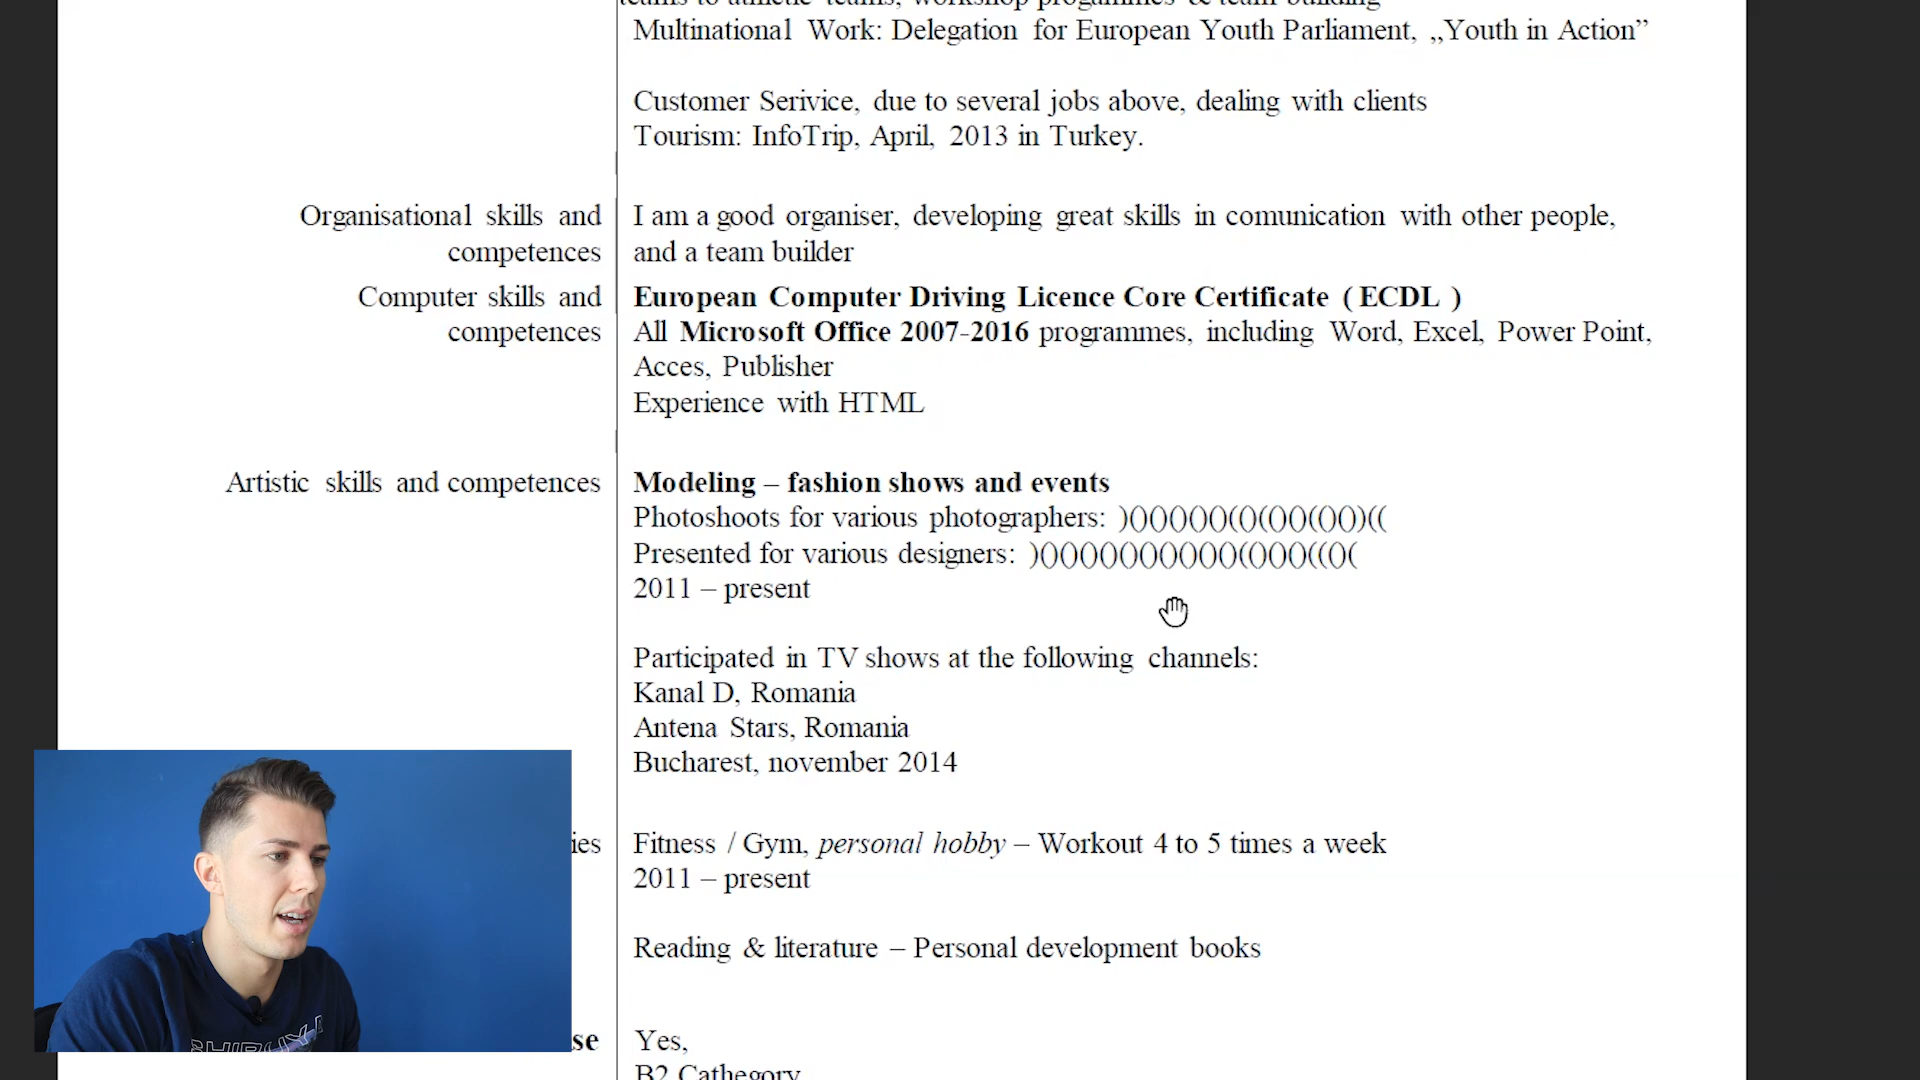 Multinational Work: Delegation for European Youth Parliament, „Youth in Action”
Customer Serivice, due to several jobs above, dealing with clients
Tourism: InfoTrip, April, 2013 in Turkey.
Organisational skills and
competences
I am a good organiser, developing great skills in comunication with other people,
and a team builder
Computer skills and
competences
European Computer Driving Licence Core Certificate ( ECDL )
All Microsoft Office 2007-2016 programmes, including Word, Excel, Power Point,
Acces, Publisher
Experience with HTML
Artistic skills and competences
Modeling – fashion shows and events
Photoshoots for various photographers:
Presented for various designers:
2011 – present
Participated in TV shows at the following channels:
Kanal D, Romania
Antena Stars, Romania
Bucharest, november 2014
ies
Fitness / Gym, personal hobby – Workout 4 to 5 times a week
2011 – present
Reading & literature – Personal development books
se
Yes,
B2 Cathegory